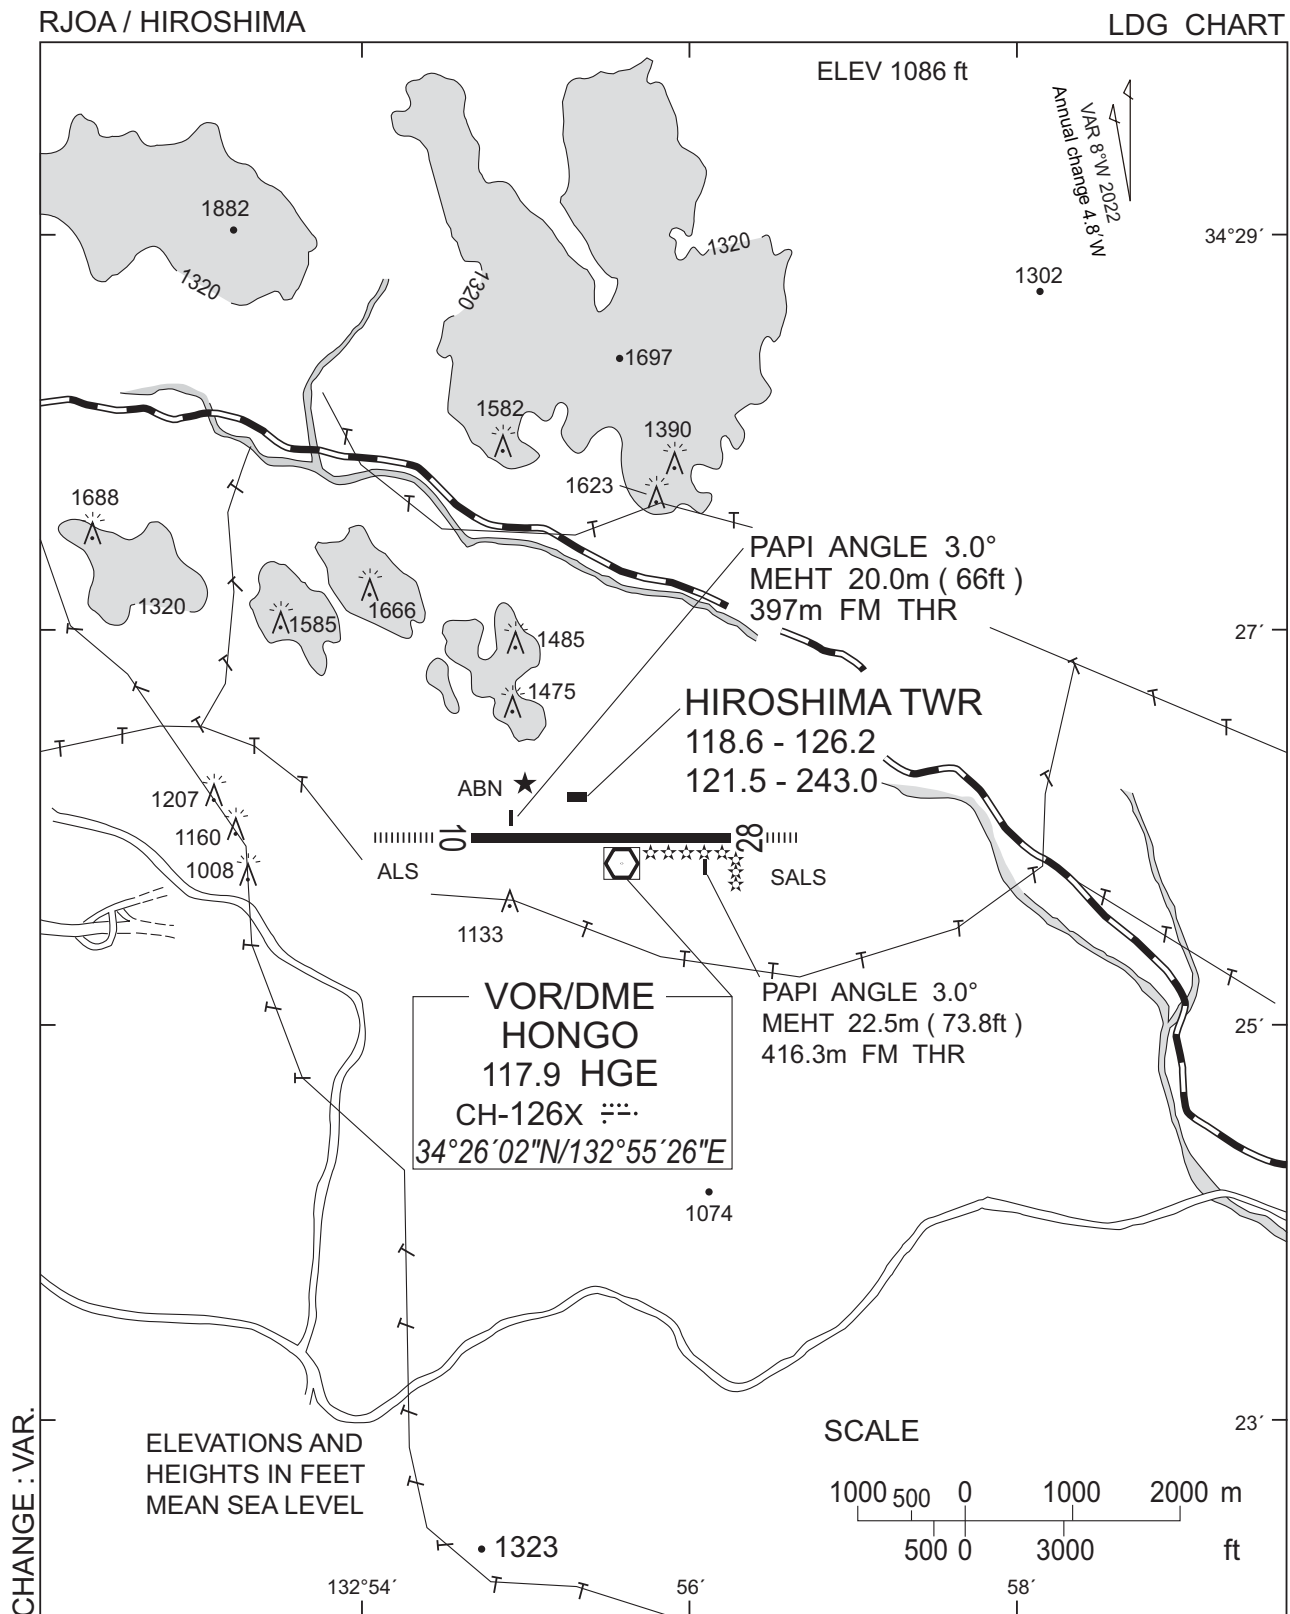 RJOA / HIROSHIMA
LDG CHART
ELEV 1086 ft
VAR 8°W 2022
Annual change 4.8´W
1882
34°29´
1320
1320
1320
1302
1697
1582
1390
1623
1688
PAPI ANGLE 3.0°
MEHT 20.0m ( 66ft )
397m FM THR
1320
1666
1585
1485
27´
1475
HIROSHIMA TWR
118.6 - 126.2
121.5 - 243.0
ABN
1207
1160
10
28
1008
ALS
SALS
1133
VOR/DME
HONGO
117.9 HGE
CH-126X
34°26´02"N/132°55´26"E
PAPI ANGLE 3.0°
MEHT 22.5m ( 73.8ft )
416.3m FM THR
25´
1074
23´
CHANGE : VAR.
ELEVATIONS AND
HEIGHTS IN FEET
MEAN SEA LEVEL
SCALE
1000 500 0 1000 2000 m
500 0 3000 ft
1323
132°54´
56´
58´